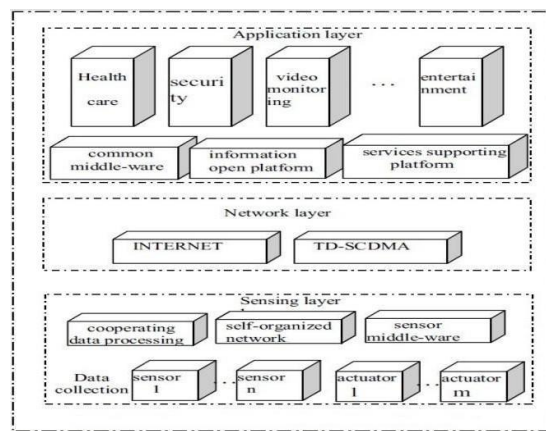 Application layer
Health
care
securi
ty
video
monitor
ing
...
entertai
nment
common
middle-ware
information
open platform
services supporting
platform
Network layer
INTERNET
TD-SCDMA
Sensing layer
cooperating
data processing
self-organized
network
sensor
middle-ware
Data
collection
sensor
1
...
sensor
n
actuator
1
...
actuator
m